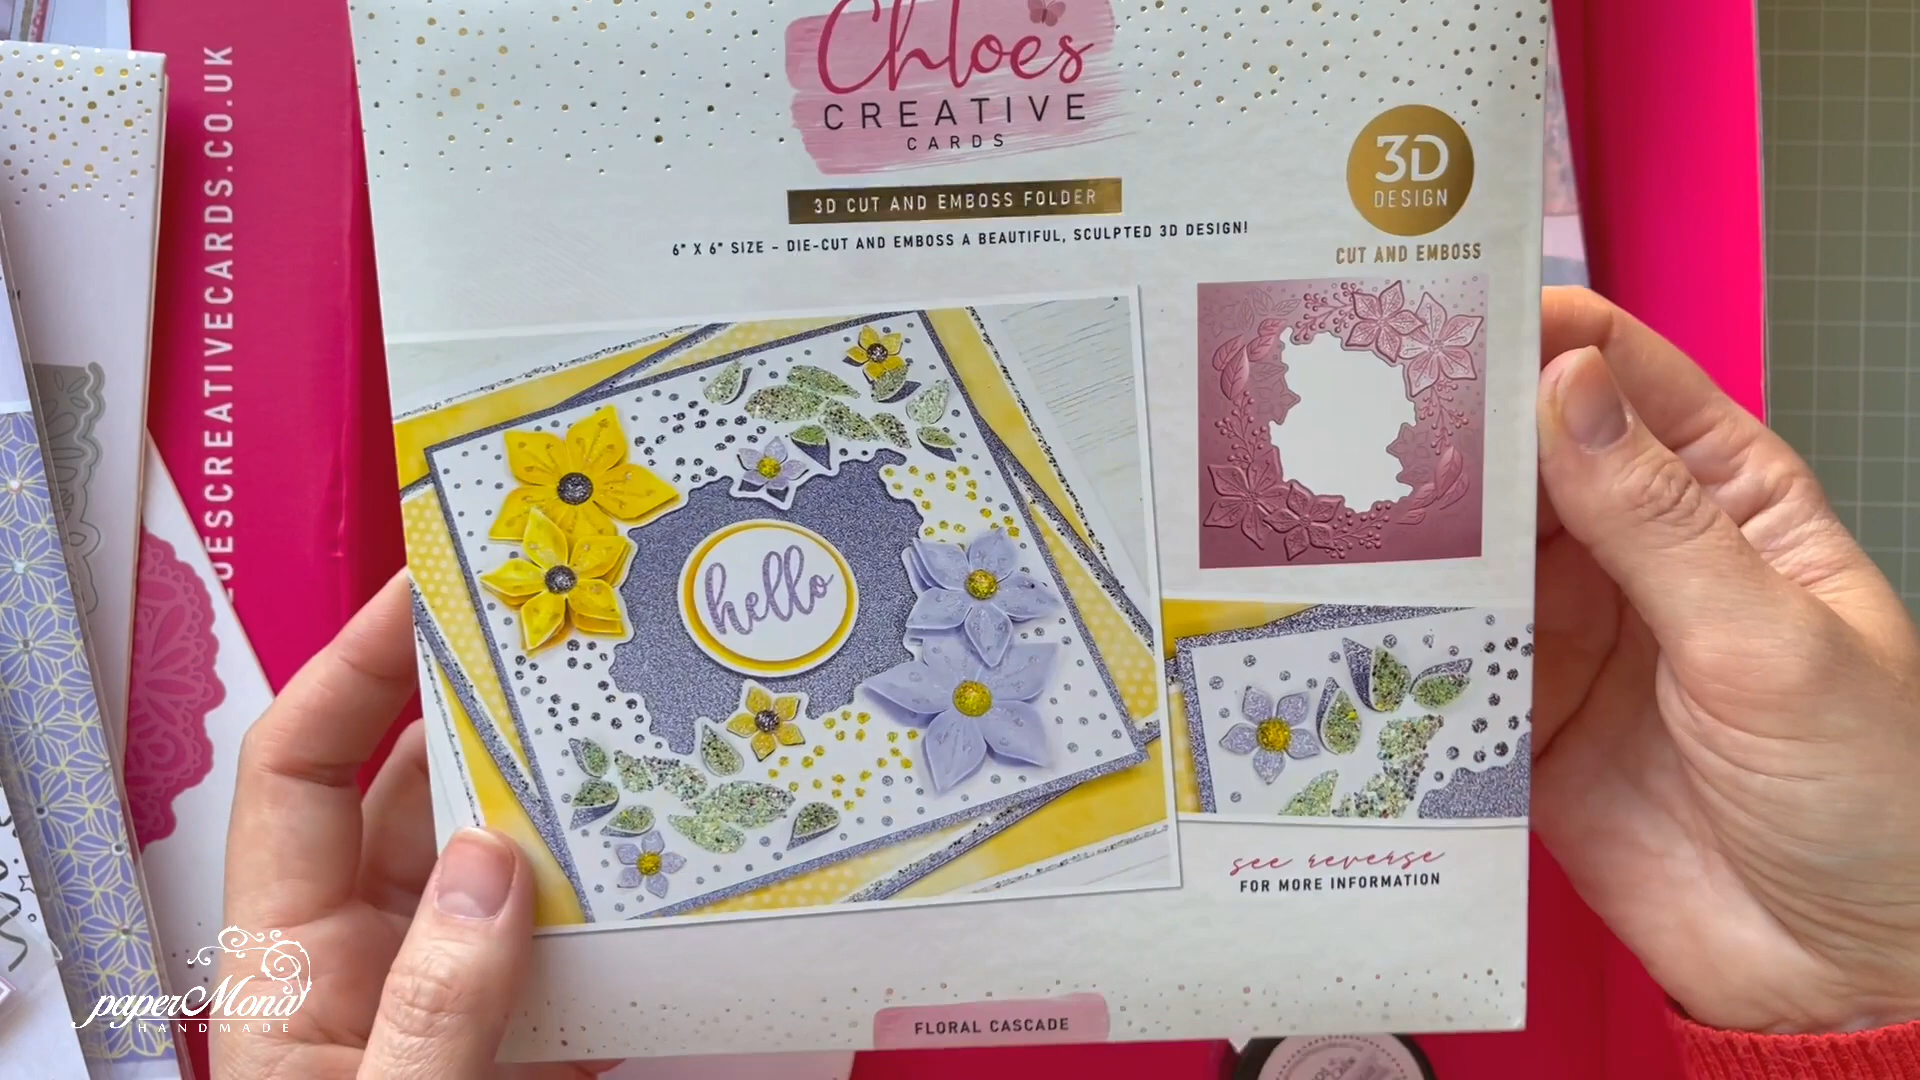 Chloes
CREATIVE
CARDS
3D CUT AND EMBOSS FOLDER
6" X 6" SIZE – DIE-CUT AND EMBOSS A BEAUTIFUL, SCULPTED 3D DESIGN!
3D
DESIGN
CUT AND EMBOSS
hello
see reverse
FOR MORE INFORMATION
FLORAL CASCADE
OESCREATIVECARDS.CO.UK
paperMona
HANDMADE